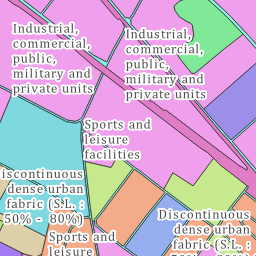 Industrial,
commercial,
public,
military and
private units
Industrial,
commercial,
public,
military and
private units
Sports and
leisure
facilities
iscontinuous
dense urban
fabric (S.L. :
50% - 80%)
Sports and
leisure
Discontinuous
dense urban
fabric (S.L. :